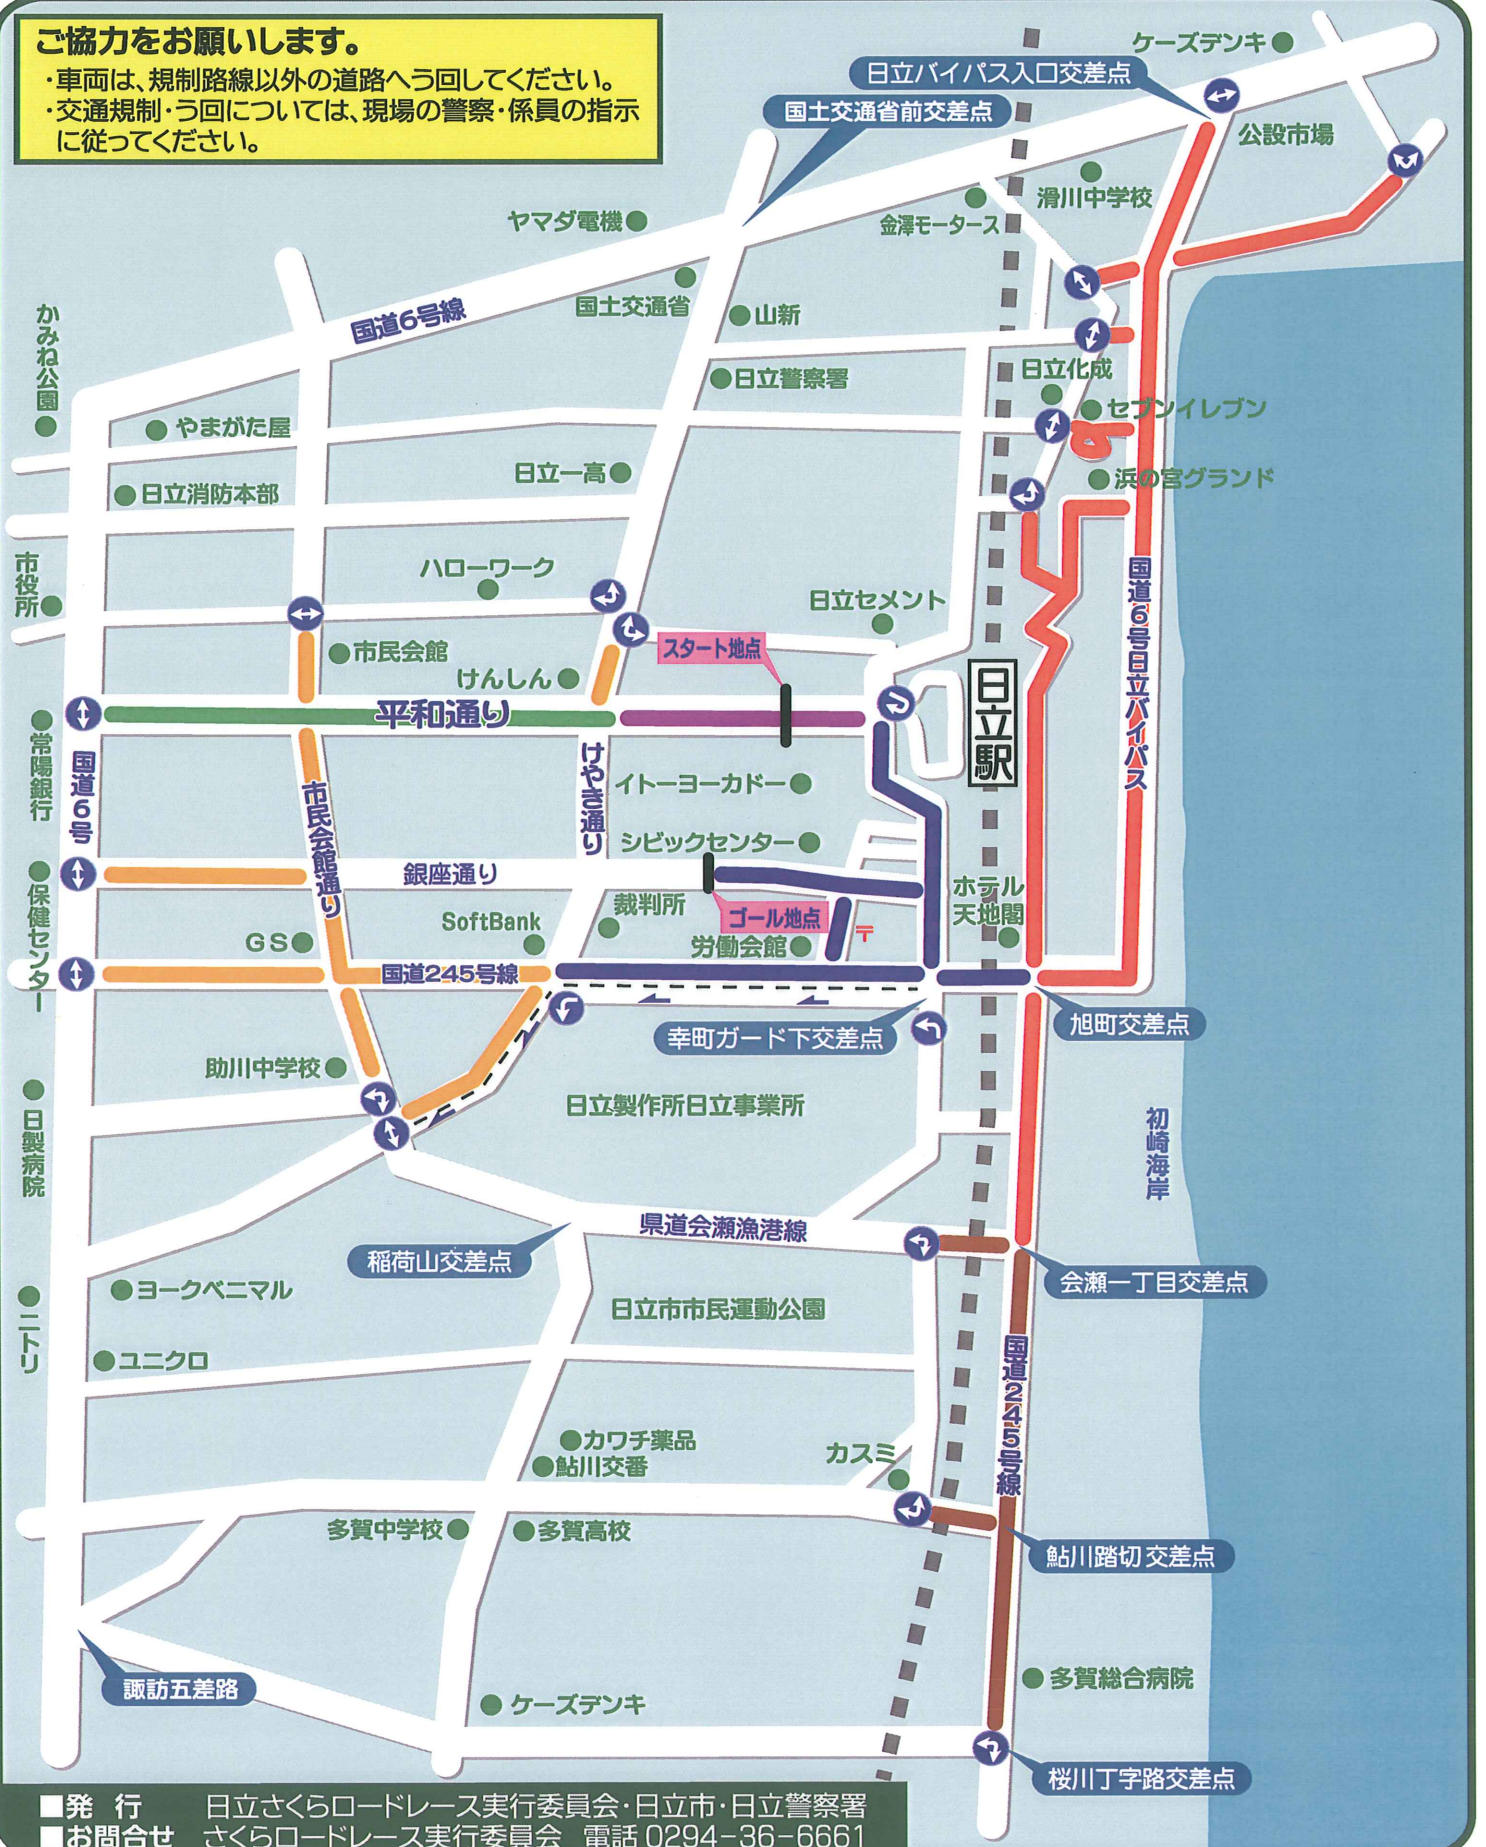 ご協力をお願いします。
・車両は、規制路線以外の道路へう回してください。
・交通規制・う回については、現場の警察・係員の指示
に従ってください。
ケーズデンキ
日立バイパス入口交差点
国土交通省前交差点
公設市場
滑川中学校
金澤モータース
ヤマダ電機
国土交通省
山新
国道6号線
かみね公園
日立警察署
日立化成
セブンイレブン
やまがた屋
日立一高
浜の宮グランド
日立消防本部
市役所
ハローワーク
日立セメント
国道6号日立バイパス
市民会館
スタート地点
けんしん
日立駅
平和通り
常陽銀行
国道6号
けやき通り
イトーヨーカドー
市民会館通り
シビックセンター
銀座通り
保健センター
ホテル
天地閣
裁判所
ゴール地点
SoftBank
〒
GS
労働会館
国道245号線
幸町ガード下交差点
旭町交差点
助川中学校
日製病院
日立製作所日立事業所
初崎海岸
県道会瀬漁港線
稲荷山交差点
会瀬一丁目交差点
ヨークベニマル
日立市市民運動公園
ニトリ
ユニクロ
国道245号線
カワチ薬品
鮎川交番
カスミ
多賀中学校
多賀高校
鮎川踏切交差点
諏訪五差路
多賀総合病院
ケーズデンキ
桜川丁字路交差点
■発 行 日立さくらロードレース実行委員会・日立市・日立警察署
■お問合せ さくらロードレース実行委員会 電話 0294-36-6661